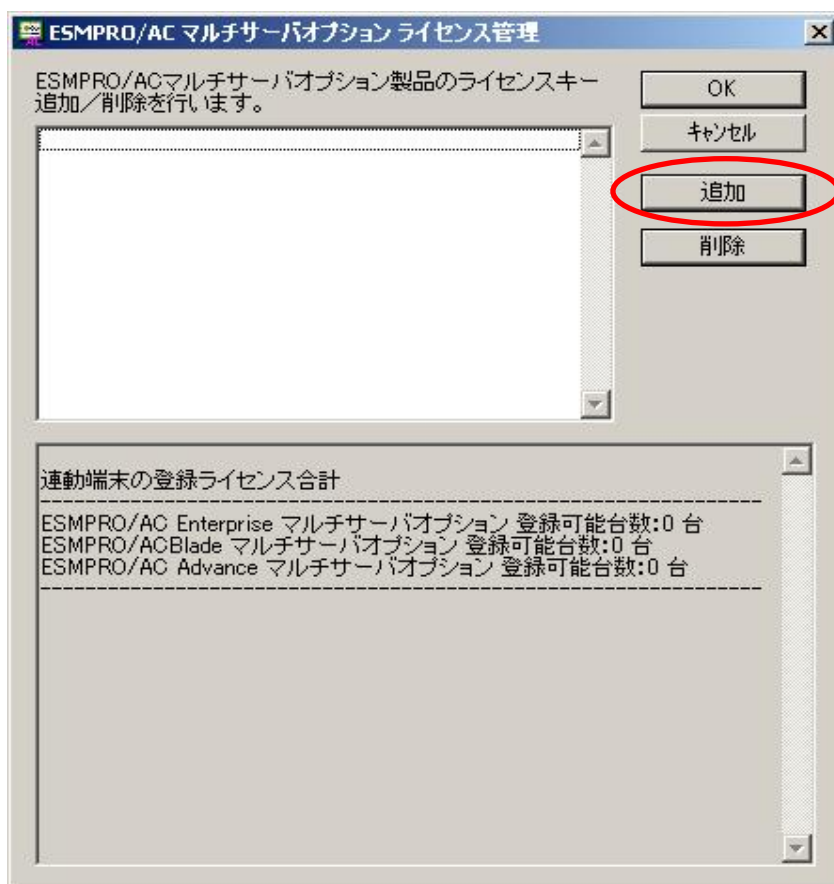 ESMPRO/AC マルチサーバオプション ライセンス管理
ESMPRO/ACマルチサーバオプション製品のライセンスキー
追加／削除を行います。
OK
キャンセル
追加
削除
連動端末の登録ライセンス合計
--------------------------------------------------------------
ESMPRO/AC Enterprise マルチサーバオプション 登録可能台数:0 台
ESMPRO/ACBlade マルチサーバオプション 登録可能台数:0 台
ESMPRO/AC Advance マルチサーバオプション 登録可能台数:0 台
--------------------------------------------------------------